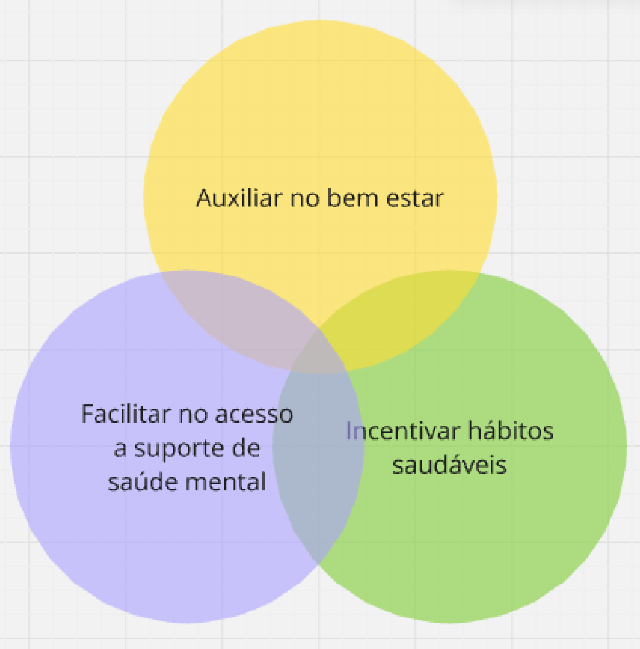 Auxiliar no bem estar
Facilitar no acesso
a suporte de
saúde mental
Incentivar hábitos
saudáveis